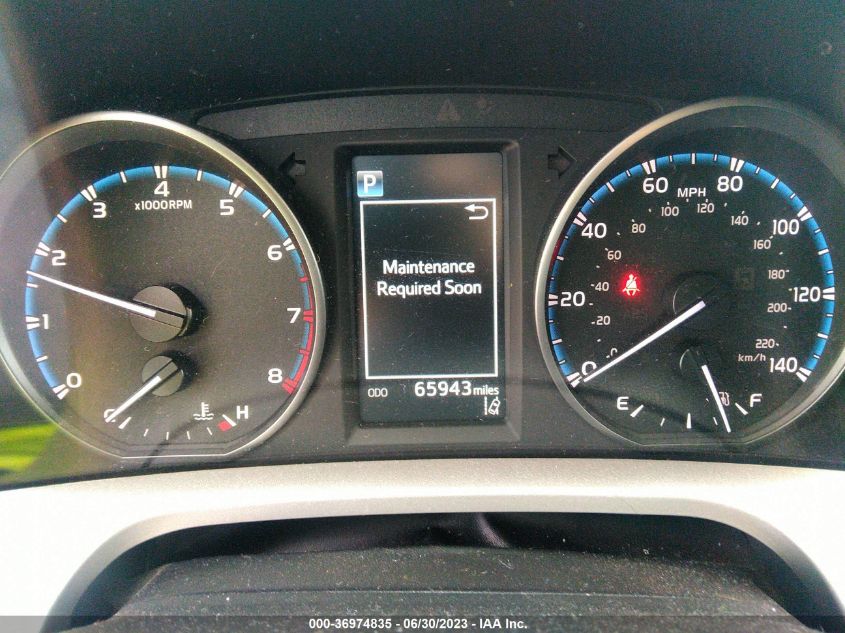 0 1 2 3 4 5 6 7 8
x1000RPM
H
P
Maintenance
Required Soon
ODO 65943 miles
0 20 40 60 80 100 120 140
MPH
0 20 40 60 80 100 120 140 160 180 200 220
km/h
E F
000-36974835 - 06/30/2023 - IAA Inc.